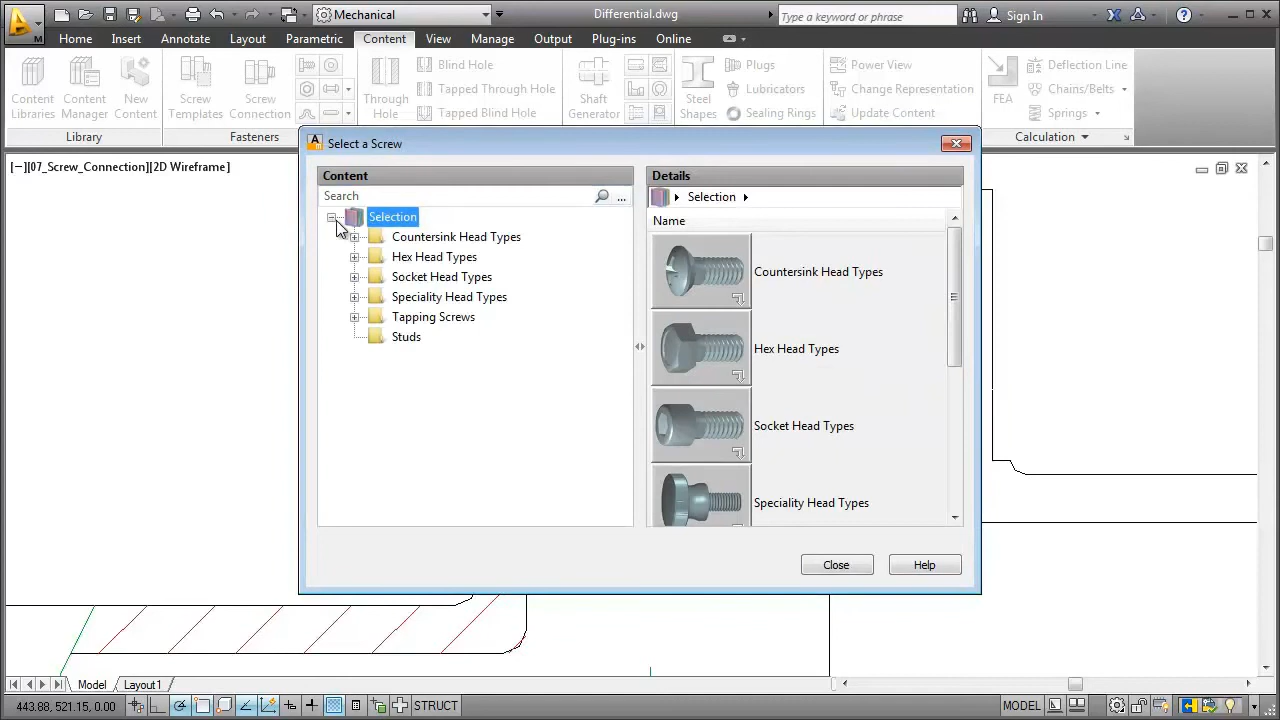 Mechanical
Differential.dwg
Type a keyword or phrase
Sign In
Home
Insert
Annotate
Layout
Parametric
Content
View
Manage
Output
Plug-ins
Online
Content
Libraries
Content
Manager
New
Content
Library
Screw
Templates
Screw
Connection
Fasteners
Through
Hole
Blind Hole
Tapped Through Hole
Tapped Blind Hole
Shaft
Generator
Steel
Shapes
Plugs
Lubricators
Sealing Rings
Power View
Change Representation
Update Content
FEA
Deflection Line
Chains/Belts
Springs
Calculation
[−][07_Screw_Connection][2D Wireframe]
Select a Screw
Content
Search
...
Selection
Countersink Head Types
Hex Head Types
Socket Head Types
Speciality Head Types
Tapping Screws
Studs
Details
Selection
Name
Countersink Head Types
Hex Head Types
Socket Head Types
Speciality Head Types
Close
Help
Model
Layout1
443.88, 521.15, 0.00
STRUCT
MODEL